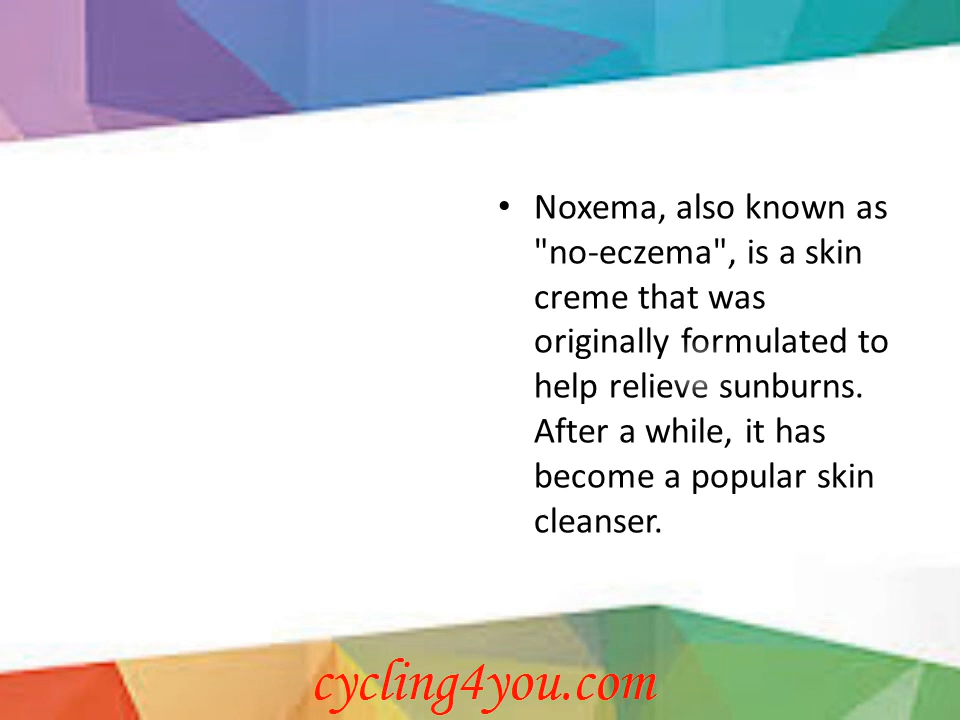 • Noxema, also known as
"no-eczema", is a skin
creme that was
originally formulated to
help relieve sunburns.
After a while, it has
become a popular skin
cleanser.
cycling4you.com